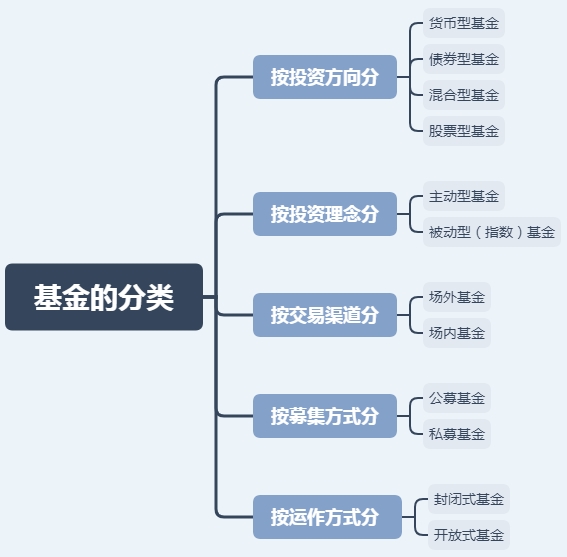 基金的分类
按投资方向分
货币型基金
债券型基金
混合型基金
股票型基金
按投资理念分
主动型基金
被动型（指数）基金
按交易渠道分
场外基金
场内基金
按募集方式分
公募基金
私募基金
按运作方式分
封闭式基金
开放式基金